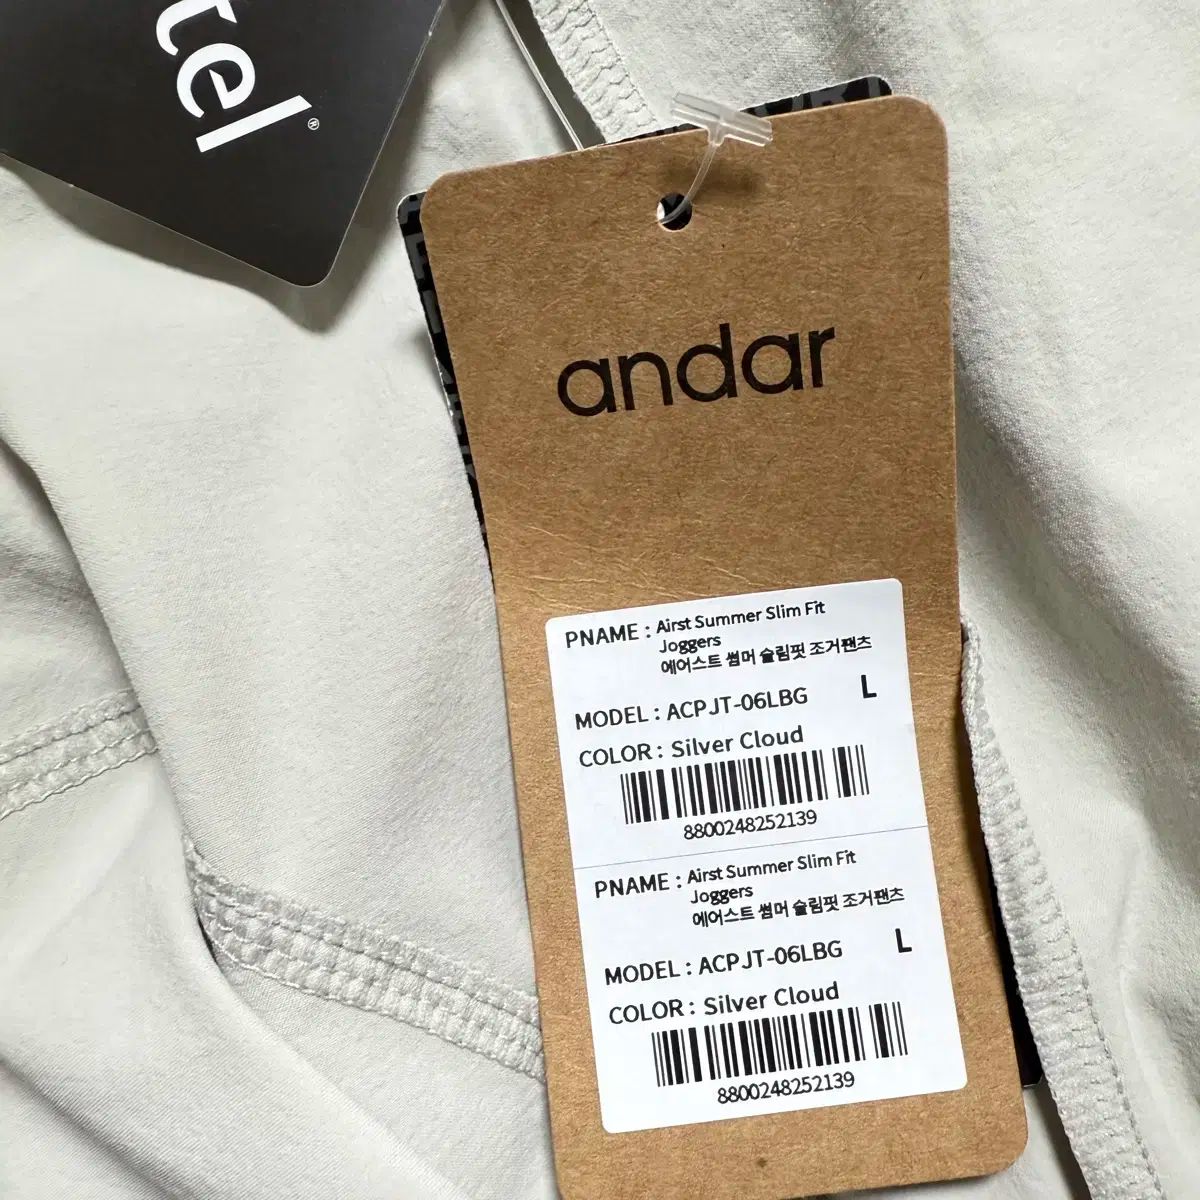 tel®
andar
PNAME : Airst Summer Slim Fit
Joggers
에어스트 썸머 슬림핏 조거팬츠
MODEL : ACPJT-06LBG L
COLOR : Silver Cloud
8800248252139
PNAME : Airst Summer Slim Fit
Joggers
에어스트 썸머 슬림핏 조거팬츠
MODEL : ACPJT-06LBG L
COLOR : Silver Cloud
8800248252139